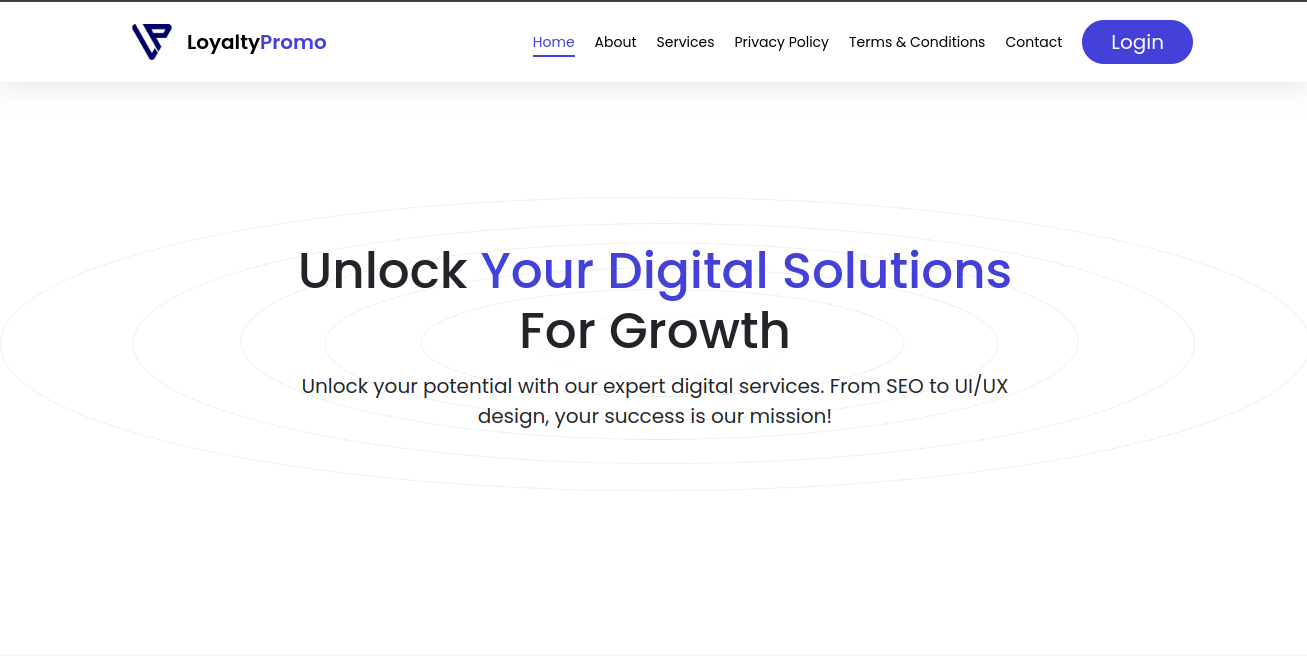 LoyaltyPromo
Home About Services Privacy Policy Terms & Conditions Contact Login
Unlock Your Digital Solutions
For Growth
Unlock your potential with our expert digital services. From SEO to UI/UX
design, your success is our mission!